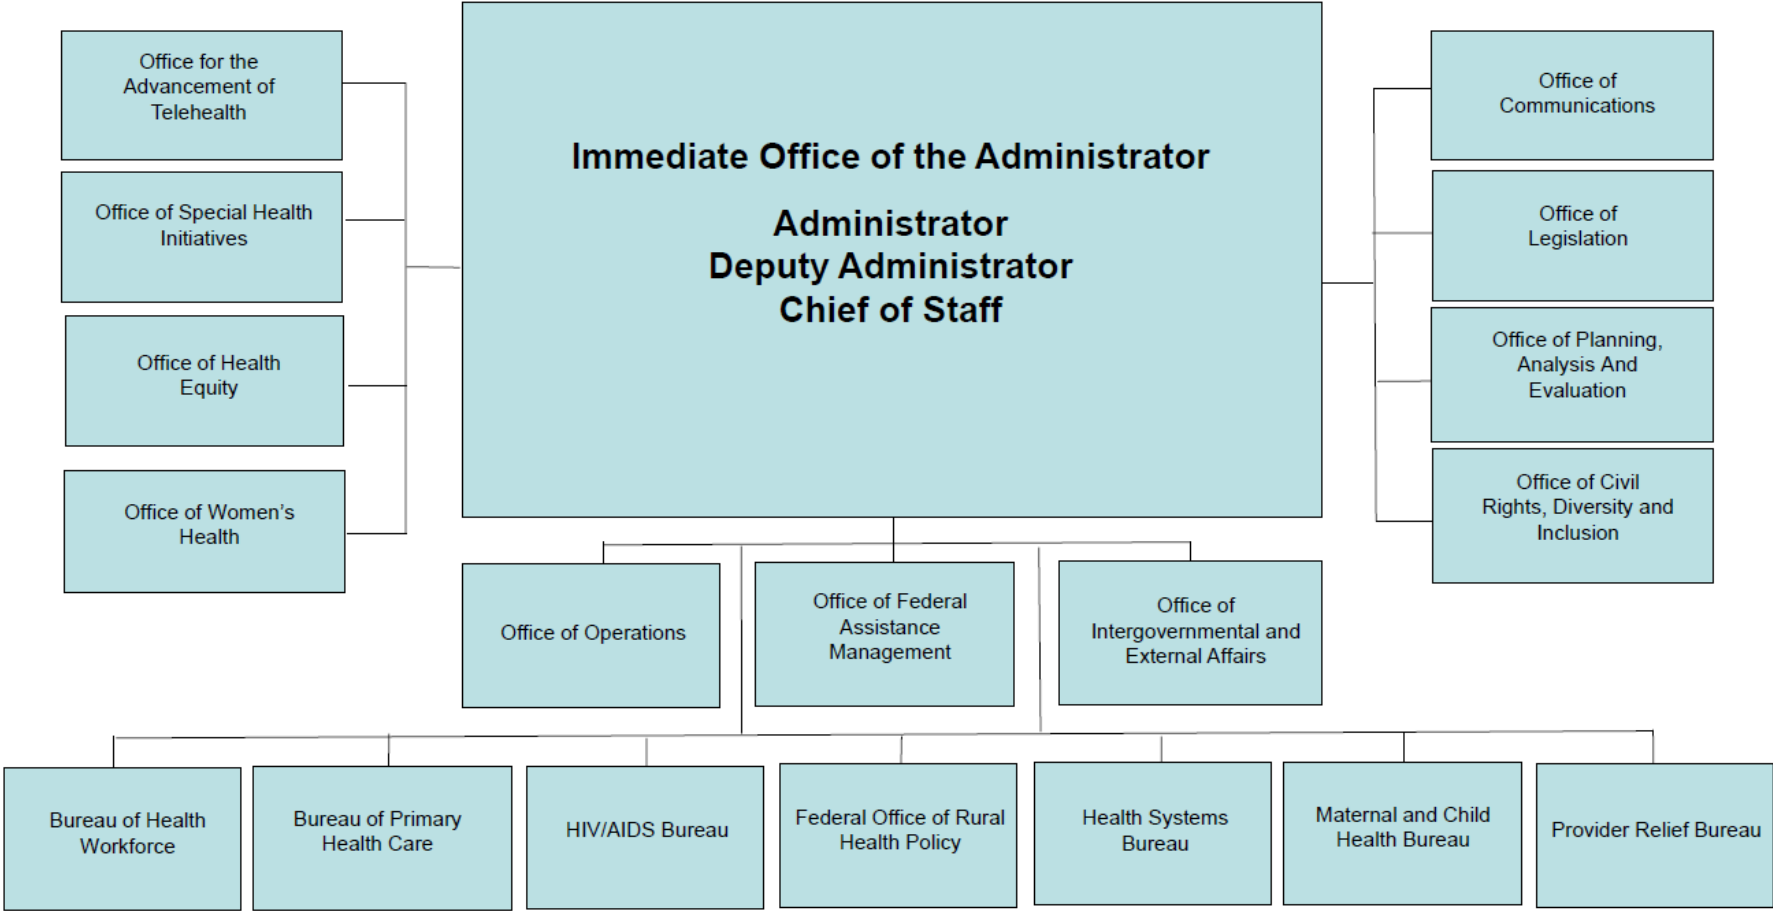 Office for the
Advancement of
Telehealth
Office of Special Health
Initiatives
Office of Health
Equity
Office of Women's
Health
Immediate Office of the Administrator
Administrator
Deputy Administrator
Chief of Staff
Office of
Communications
Office of
Legislation
Office of Planning,
Analysis And
Evaluation
Office of Civil
Rights, Diversity and
Inclusion
Office of Operations
Office of Federal
Assistance
Management
Office of
Intergovernmental and
External Affairs
Bureau of Health
Workforce
Bureau of Primary
Health Care
HIV/AIDS Bureau
Federal Office of Rural
Health Policy
Health Systems
Bureau
Maternal and Child
Health Bureau
Provider Relief Bureau